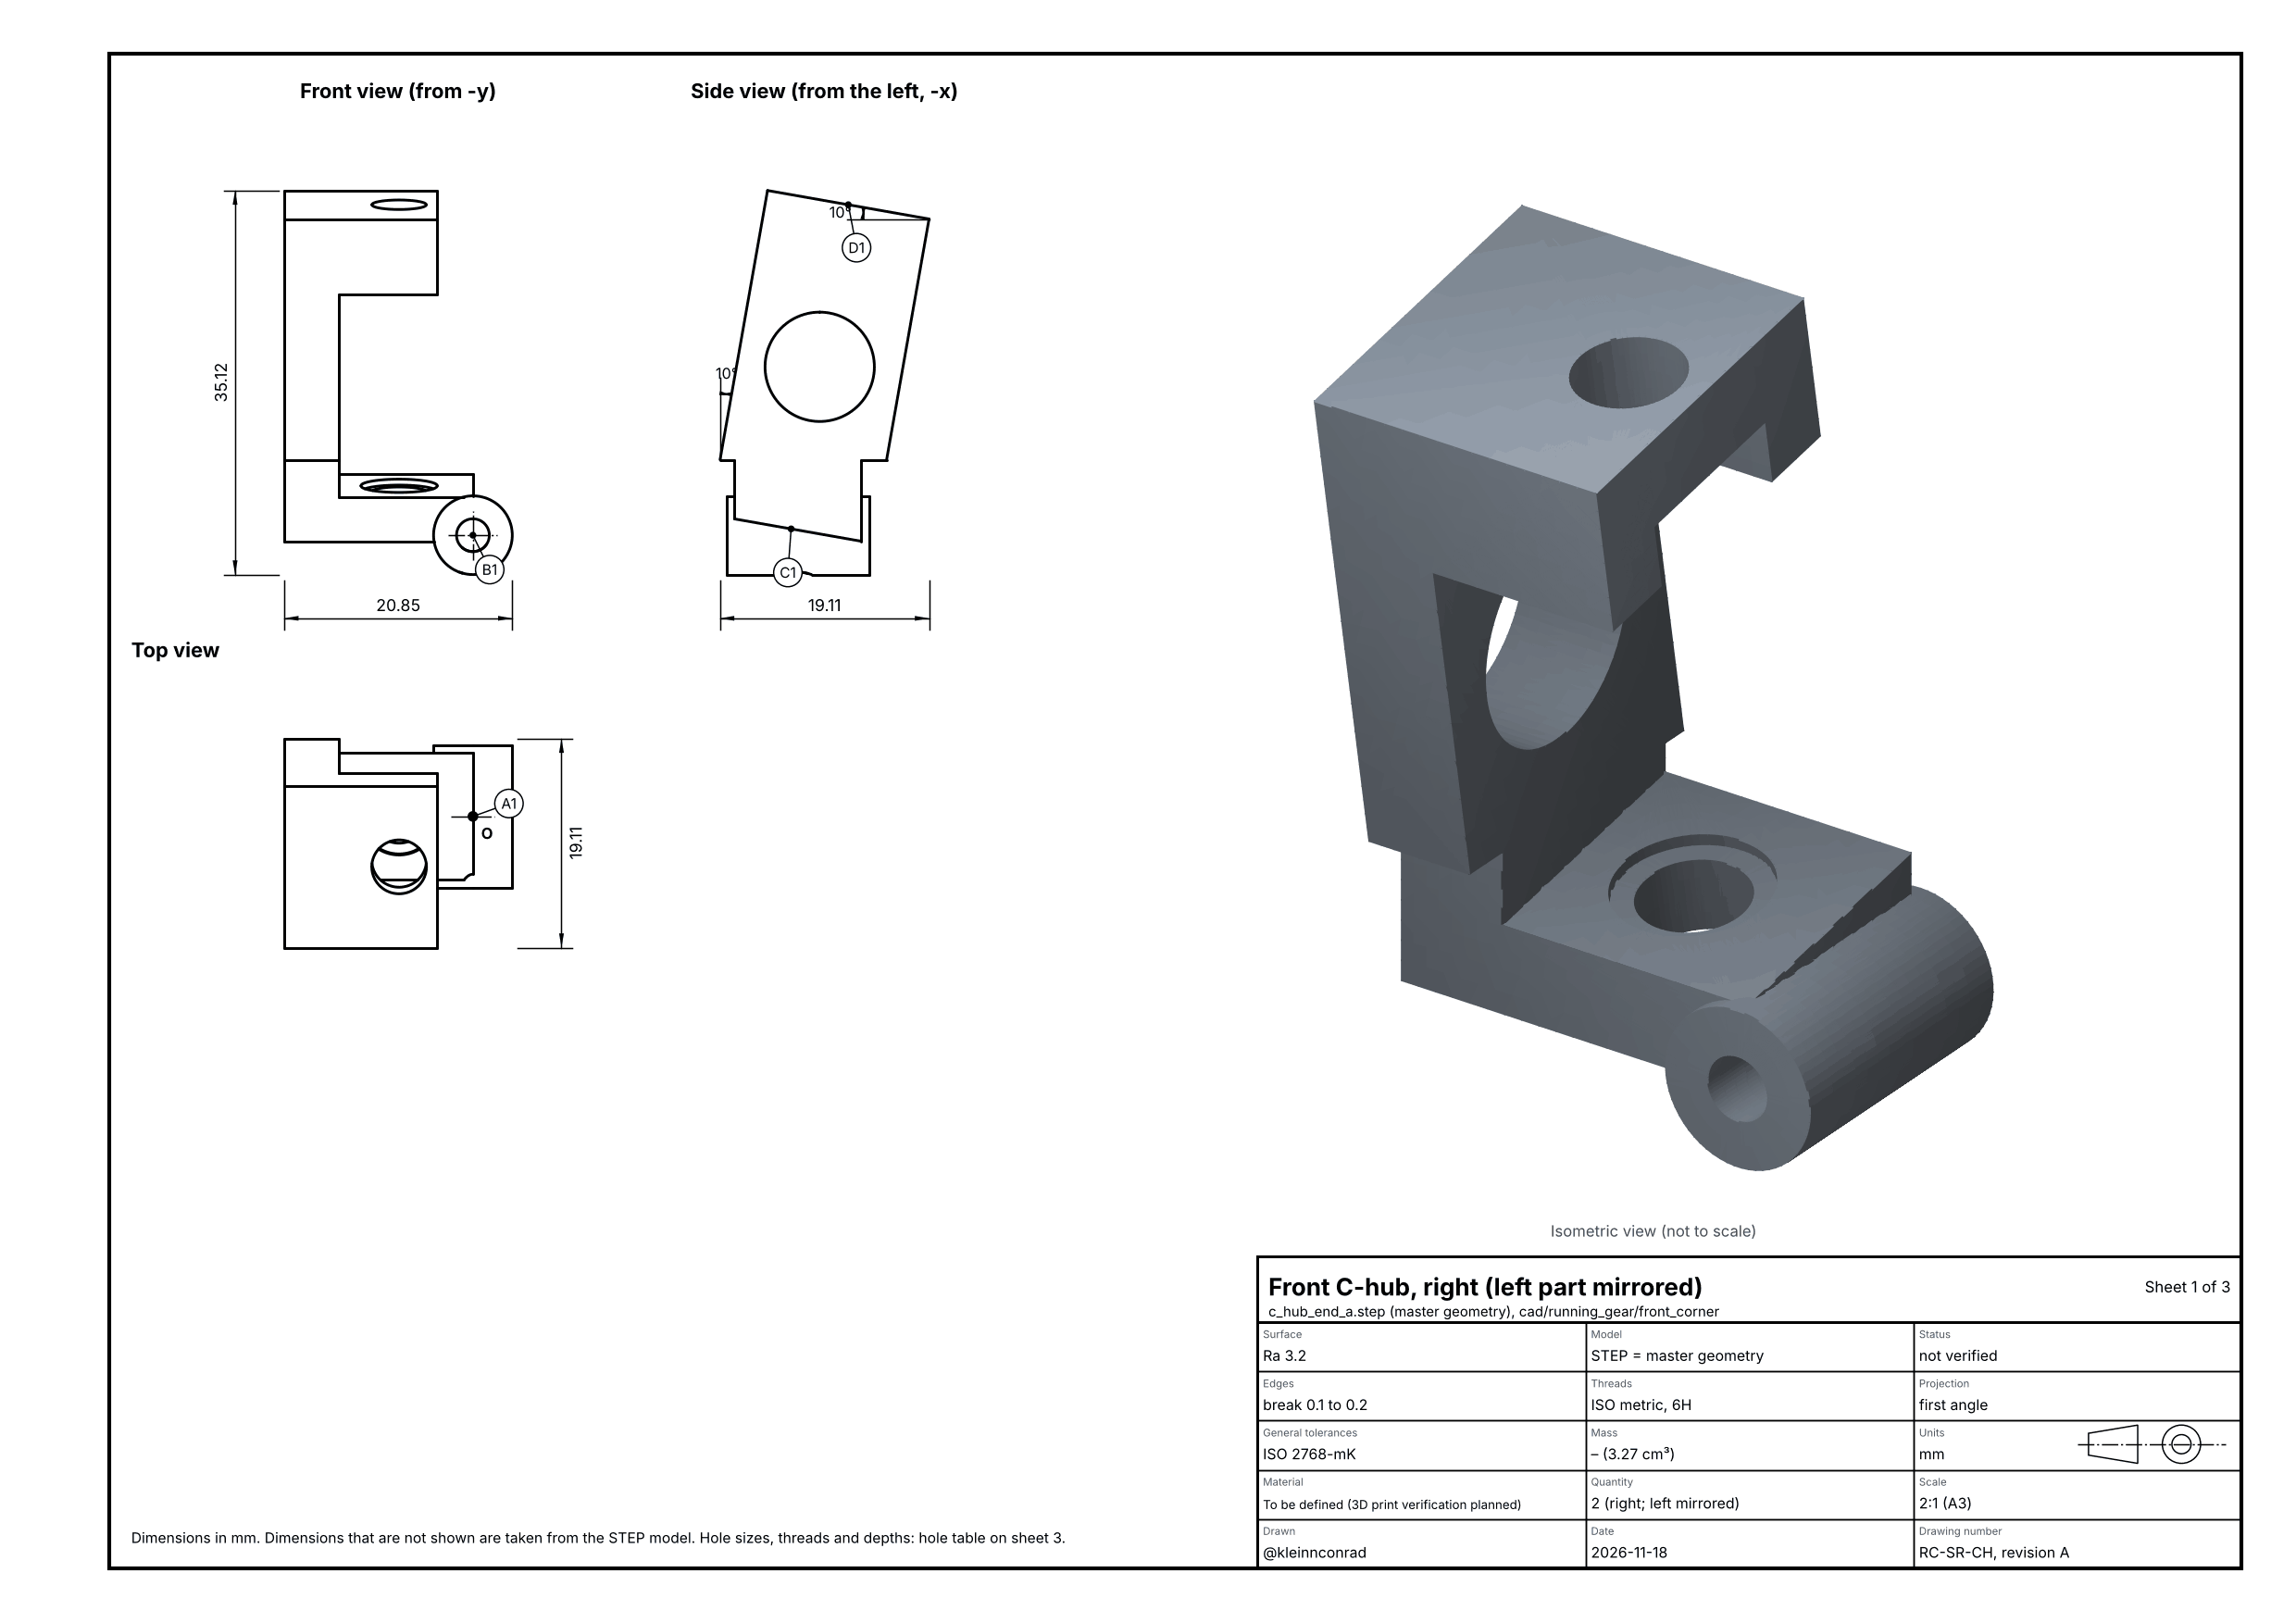 Front view (from -y)
Side view (from the left, -x)
10°
D1
35.12
10°
B1
C1
20.85
19.11
Top view
A1
19.11
Isometric view (not to scale)
Front C-hub, right (left part mirrored)
Sheet 1 of 3
c_hub_end_a.step (master geometry), cad/running_gear/front_corner
Surface
Ra 3.2
Model
STEP = master geometry
Status
not verified
Edges
break 0.1 to 0.2
Threads
ISO metric, 6H
Projection
first angle
General tolerances
ISO 2768-mK
Mass
– (3.27 cm³)
Units
mm
Material
To be defined (3D print verification planned)
Quantity
2 (right; left mirrored)
Scale
2:1 (A3)
Drawn
@kleinnconrad
Date
2026-11-18
Drawing number
RC-SR-CH, revision A
Dimensions in mm. Dimensions that are not shown are taken from the STEP model. Hole sizes, threads and depths: hole table on sheet 3.